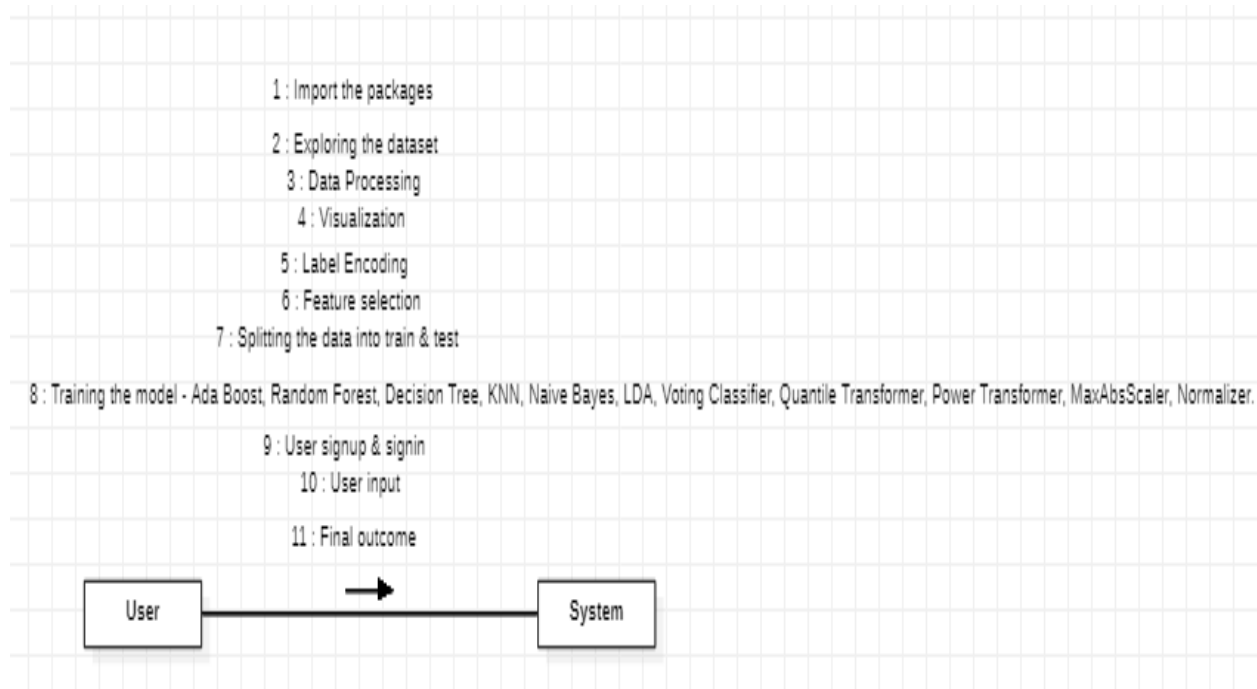 1 : Import the packages
2 : Exploring the dataset
3 : Data Processing
4 : Visualization
5 : Label Encoding
6 : Feature selection
7 : Splitting the data into train & test
8 : Training the model - Ada Boost, Random Forest, Decision Tree, KNN, Naive Bayes, LDA, Voting Classifier, Quantile Transformer, Power Transformer, MaxAbsScaler, Normalizer.
9 : User signup & signin
10 : User input
11 : Final outcome
User
System